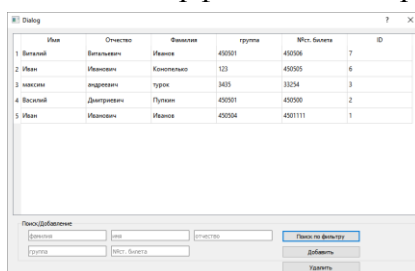 Dialog ? ×
Имя Отчество Фамилия группа №ст. билета ID
1 Виталий Витальевич Иванов 450501 450506 7
2 Иван Иванович Конопелько 123 450505 6
3 максим андреевич турок 3435 33254 3
4 Василий Дмитриевич Пупкин 450501 450500 2
5 Иван Иванович Иванов 450504 4501111 1
Поиск/Добавление
фамилия имя отчество Поиск по фильтру
группа №ст. билета Добавить
Удалить